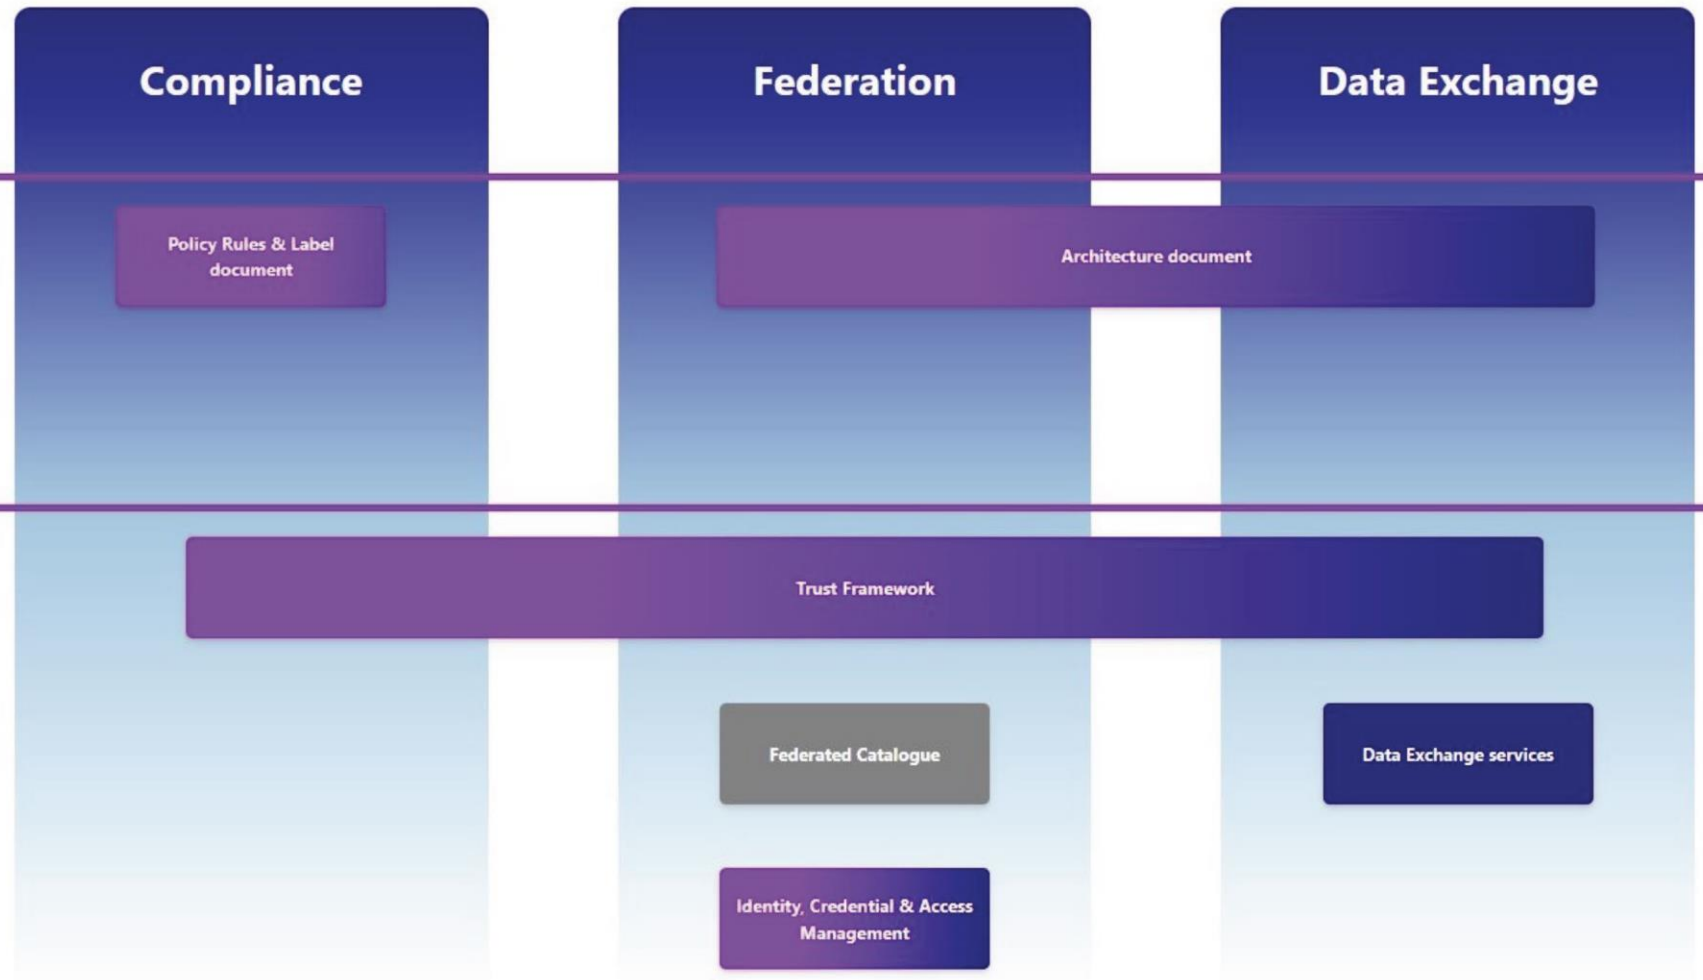 Compliance
Federation
Data Exchange
Policy Rules & Label
document
Architecture document
Trust Framework
Federated Catalogue
Data Exchange services
Identity, Credential & Access
Management